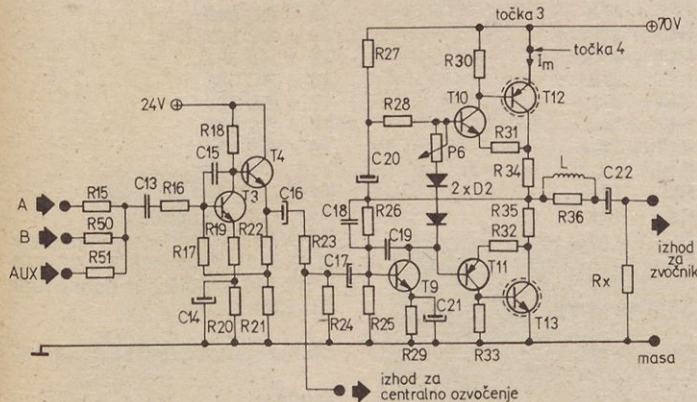 točka 3
+70V
R27
R30
točka 4
Im
T10
T12
24V
R28
R18
P6
R31
C15
T4
C20
R34
L
C22
A
R15
C13
R16
T3
C16
2 x D2
B
R50
C18
R26
R35
R36
R19
R22
R32
izhod
za
zvočnik
AUX
R51
R17
R23
C19
C17
T9
T11
Rx
C14
C21
T13
R20
R21
R24
R25
R29
R33
masa
izhod za
centralno ozvočenje